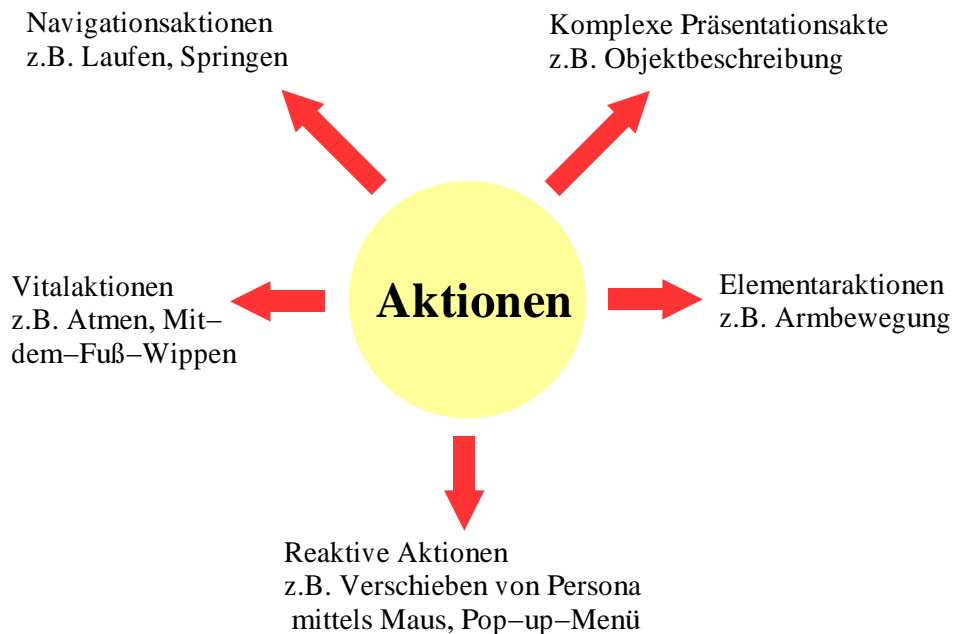 Navigationsaktionen
z.B. Laufen, Springen
Komplexe Präsentationsakte
z.B. Objektbeschreibung
Vitalaktionen
z.B. Atmen, Mit–
dem–Fuß–Wippen
Aktionen
Elementaraktionen
z.B. Armbewegung
Reaktive Aktionen
z.B. Verschieben von Persona
mittels Maus, Pop–up–Menü